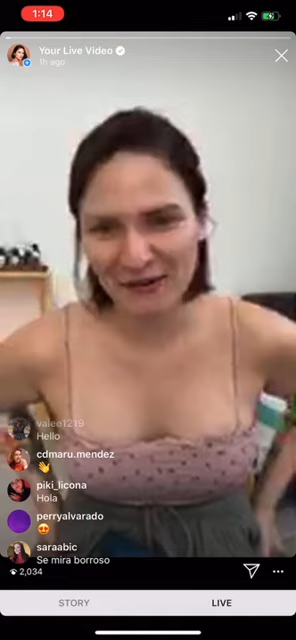 1:14
Your Live Video
1h ago
valee1219
Hello
cdmaru.mendez
piki_licona
Hola
perryalvarado
saraabic
Se mira borroso
2,034
STORY
LIVE